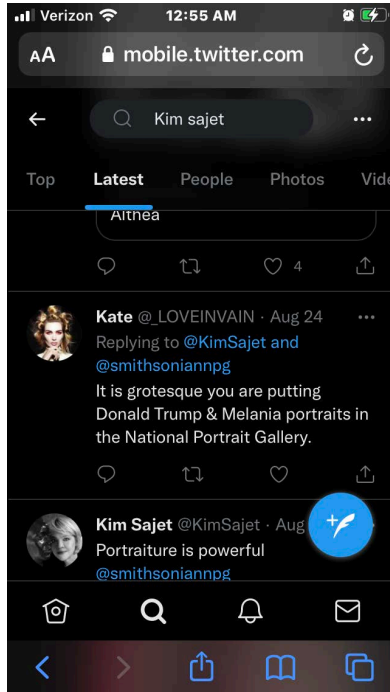 Verizon 12:55 AM
AA mobile.twitter.com
Kim sajet
Top Latest People Photos Vide
Althea
4
Kate @_LOVEINVAIN · Aug 24
Replying to @KimSajet and
@smithsoniannpg
It is grotesque you are putting
Donald Trump & Melania portraits in
the National Portrait Gallery.
Kim Sajet @KimSajet · Aug
Portraiture is powerful
@smithsoniannpg